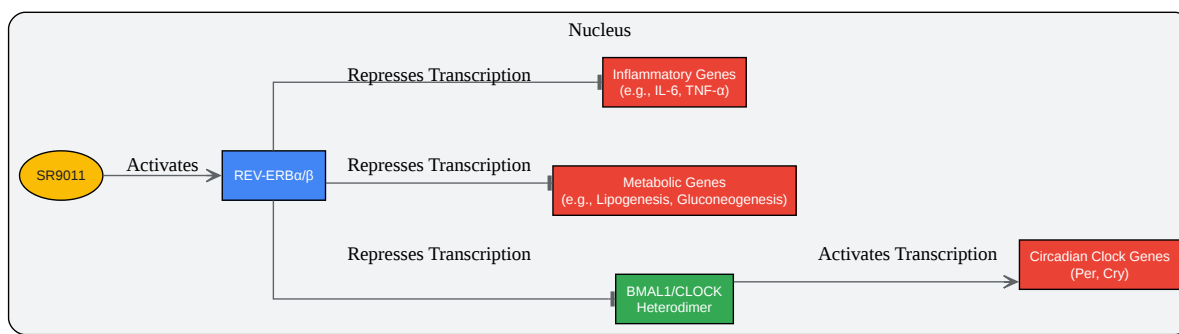 Nucleus
Represses Transcription
Inflammatory Genes
(e.g., IL-6, TNF-α)
SR9011
Activates
REV-ERBα/β
Represses Transcription
Metabolic Genes
(e.g., Lipogenesis, Gluconeogenesis)
Represses Transcription
BMAL1/CLOCK
Heterodimer
Activates Transcription
Circadian Clock Genes
(Per, Cry)